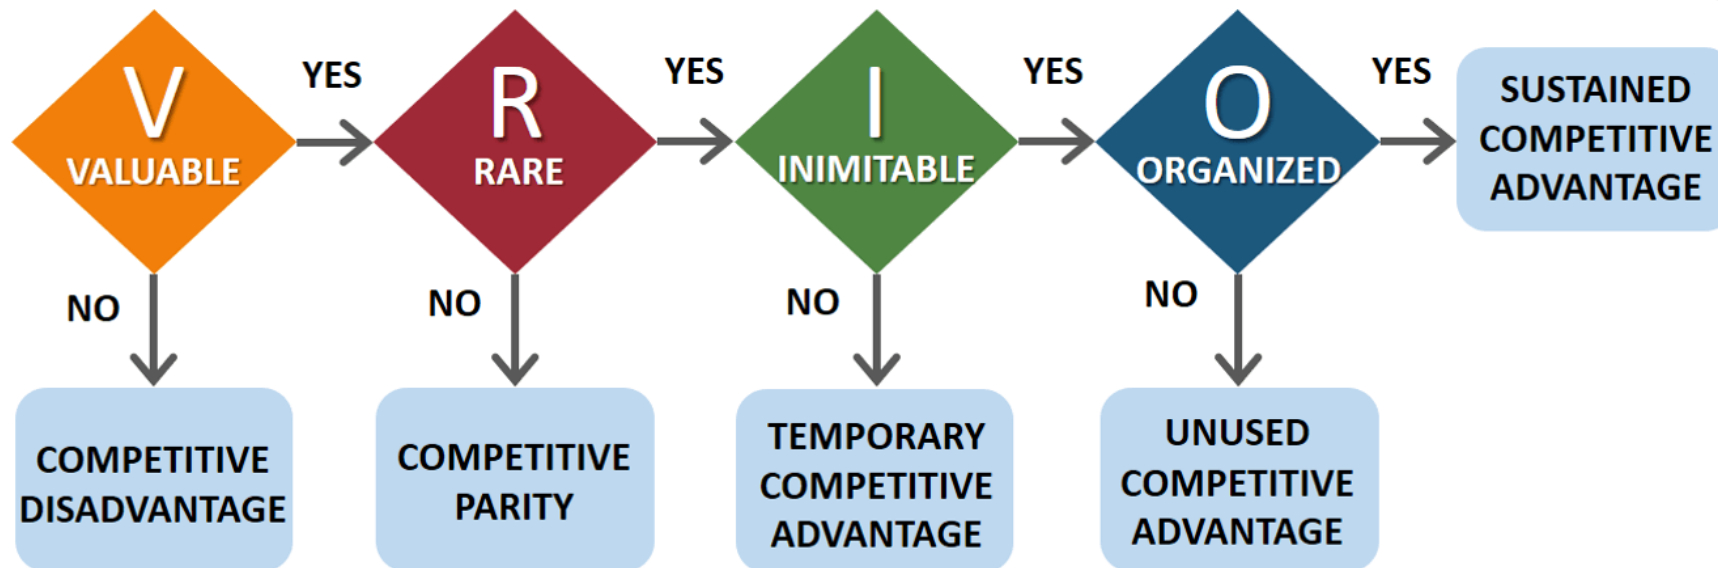 V
VALUABLE
YES
R
RARE
YES
I
INIMITABLE
YES
O
ORGANIZED
YES
SUSTAINED
COMPETITIVE
ADVANTAGE
NO
COMPETITIVE
DISADVANTAGE
NO
COMPETITIVE
PARITY
NO
TEMPORARY
COMPETITIVE
ADVANTAGE
NO
UNUSED
COMPETITIVE
ADVANTAGE